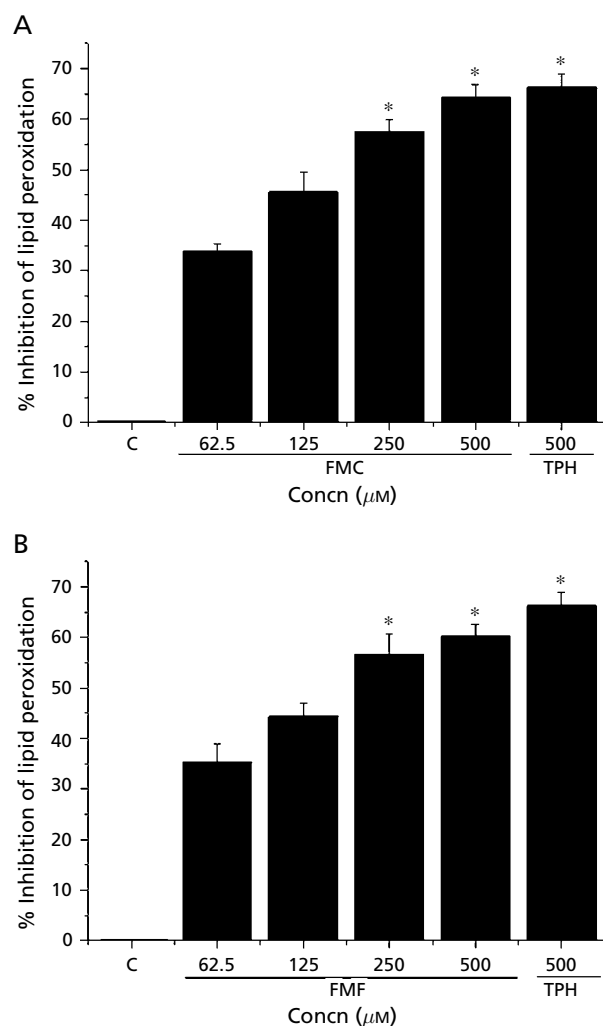 A
% Inhibition of lipid peroxidation
70
60
50
40
30
20
10
0
* * *
C 62.5 125 250 500 500
FMC TPH
Concn (μM)
B
% Inhibition of lipid peroxidation
70
60
50
40
30
20
10
0
* * *
C 62.5 125 250 500 500
FMF TPH
Concn (μM)